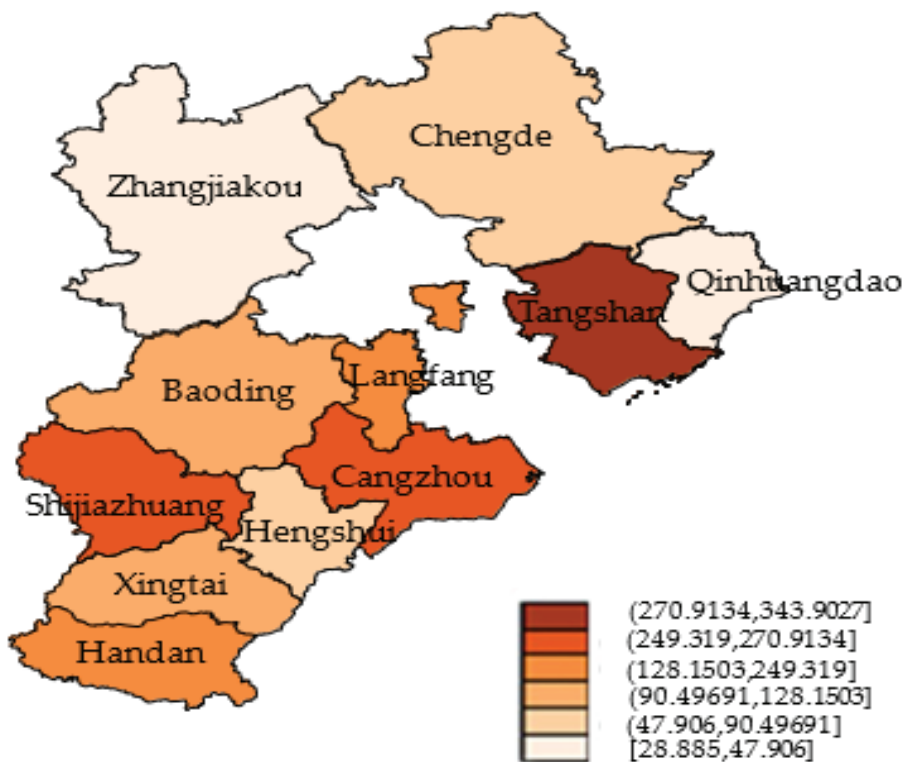 Chengde
Zhangjiakou
Qinhuangdao
Tangshan
Langfang
Baoding
Cangzhou
Shijiazhuang
Hengshui
Xingtai
Handan
(270.9134,343.9027]
(249.319,270.9134]
(128.1503,249.319]
(90.49691,128.1503]
(47.906,90.49691]
[28.885,47.906]